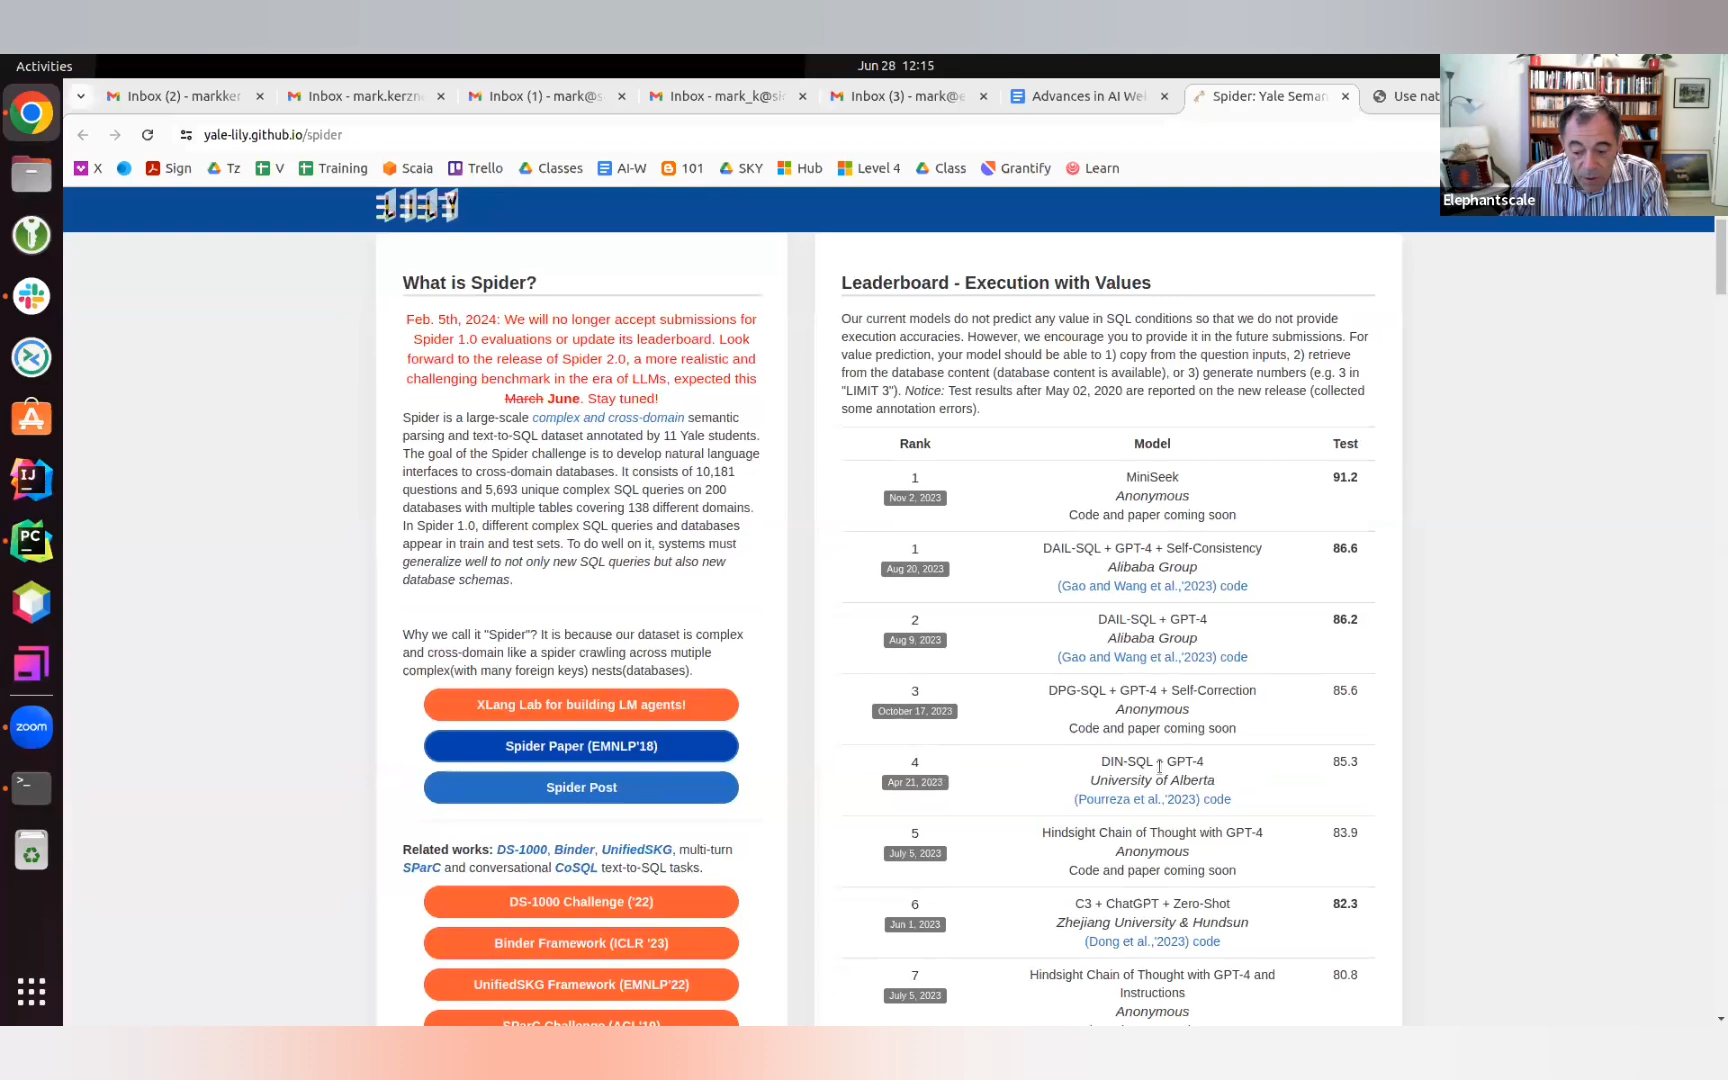 Activities
Jun 28 12:15
Inbox (2) - markker
Inbox - mark.kerzne
Inbox (1) - mark@s
Inbox - mark_k@si
Inbox (3) - mark@e
Advances in AI We
Spider: Yale Seman
Use nat
yale-lily.github.io/spider
X
Sign
Tz
V
Training
Scaia
Trello
Classes
AI-W
101
SKY
Hub
Level 4
Class
Grantify
Learn
Elephantscale
What is Spider?
Feb. 5th, 2024: We will no longer accept submissions for
Spider 1.0 evaluations or update its leaderboard. Look
forward to the release of Spider 2.0, a more realistic and
challenging benchmark in the era of LLMs, expected this
March June. Stay tuned!
Spider is a large-scale complex and cross-domain semantic
parsing and text-to-SQL dataset annotated by 11 Yale students.
The goal of the Spider challenge is to develop natural language
interfaces to cross-domain databases. It consists of 10,181
questions and 5,693 unique complex SQL queries on 200
databases with multiple tables covering 138 different domains.
In Spider 1.0, different complex SQL queries and databases
appear in train and test sets. To do well on it, systems must
generalize well to not only new SQL queries but also new
database schemas.
Why we call it "Spider"? It is because our dataset is complex
and cross-domain like a spider crawling across mutiple
complex(with many foreign keys) nests(databases).
XLang Lab for building LM agents!
Spider Paper (EMNLP'18)
Spider Post
Related works: DS-1000, Binder, UnifiedSKG, multi-turn
SParC and conversational CoSQL text-to-SQL tasks.
DS-1000 Challenge ('22)
Binder Framework (ICLR '23)
UnifiedSKG Framework (EMNLP'22)
SParC Challenge (ACL'19)
Leaderboard - Execution with Values
Our current models do not predict any value in SQL conditions so that we do not provide
execution accuracies. However, we encourage you to provide it in the future submissions. For
value prediction, your model should be able to 1) copy from the question inputs, 2) retrieve
from the database content (database content is available), or 3) generate numbers (e.g. 3 in
"LIMIT 3"). Notice: Test results after May 02, 2020 are reported on the new release (collected
some annotation errors).
Rank Model Test
1 MiniSeek 91.2
Nov 2, 2023 Anonymous
Code and paper coming soon
1 DAIL-SQL + GPT-4 + Self-Consistency 86.6
Aug 20, 2023 Alibaba Group
(Gao and Wang et al.,'2023) code
2 DAIL-SQL + GPT-4 86.2
Aug 9, 2023 Alibaba Group
(Gao and Wang et al.,'2023) code
3 DPG-SQL + GPT-4 + Self-Correction 85.6
October 17, 2023 Anonymous
Code and paper coming soon
4 DIN-SQL + GPT-4 85.3
Apr 21, 2023 University of Alberta
(Pourreza et al.,'2023) code
5 Hindsight Chain of Thought with GPT-4 83.9
July 5, 2023 Anonymous
Code and paper coming soon
6 C3 + ChatGPT + Zero-Shot 82.3
Jun 1, 2023 Zhejiang University & Hundsun
(Dong et al.,'2023) code
7 Hindsight Chain of Thought with GPT-4 and 80.8
July 5, 2023 Instructions
Anonymous
IJ
PC
zoom